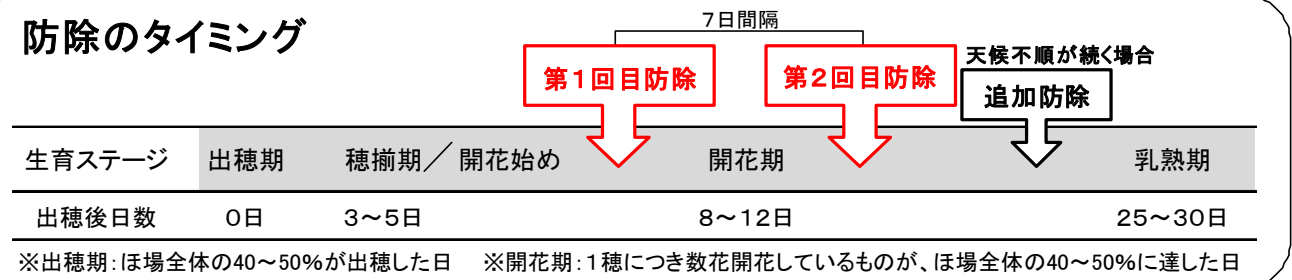 防除のタイミング
7日間隔
第1回目防除
第2回目防除
天候不順が続く場合
追加防除
生育ステージ 出穂期 穂揃期／開花始め 開花期 乳熟期
出穂後日数 0日 3～5日 8～12日 25～30日
※出穂期：ほ場全体の40～50%が出穂した日 ※開花期：1穂につき数花開花しているものが、ほ場全体の40～50%に達した日